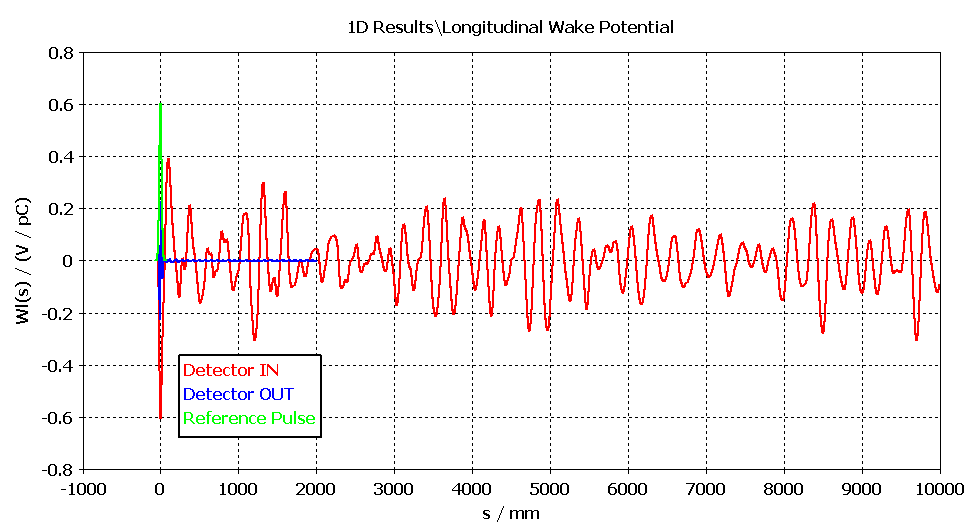 1D Results\Longitudinal Wake Potential
0.8
0.6
0.4
0.2
0
-0.2
-0.4
-0.6
-0.8
Wl(s) / (V / pC)
Detector IN
Detector OUT
Reference Pulse
-1000 0 1000 2000 3000 4000 5000 6000 7000 8000 9000 10000
s / mm